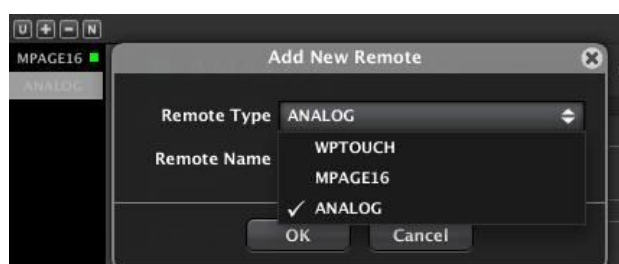 U + - N
MPAGE16
ANALOG
Add New Remote
Remote Type ANALOG
WPTOUCH
Remote Name
MPAGE16
✓ ANALOG
OK Cancel